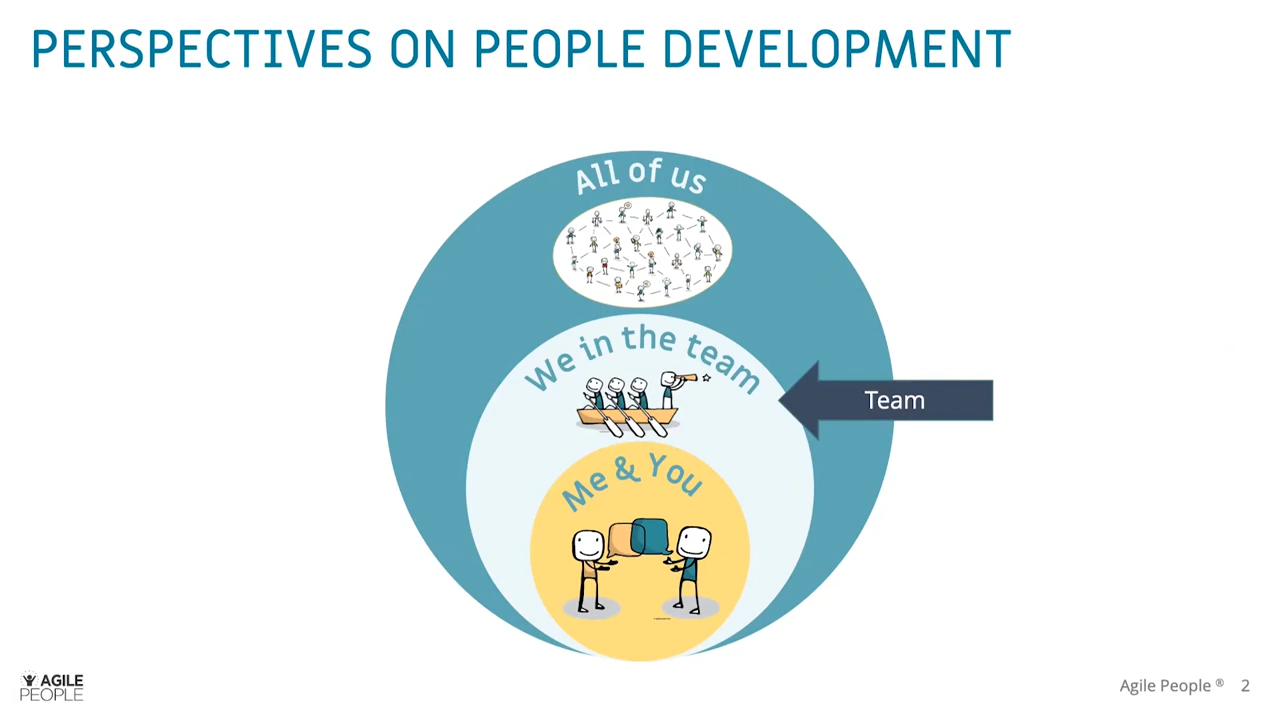 PERSPECTIVES ON PEOPLE DEVELOPMENT
All of us
We in the team
Team
Me & You
AGILE
PEOPLE
Agile People ® 2